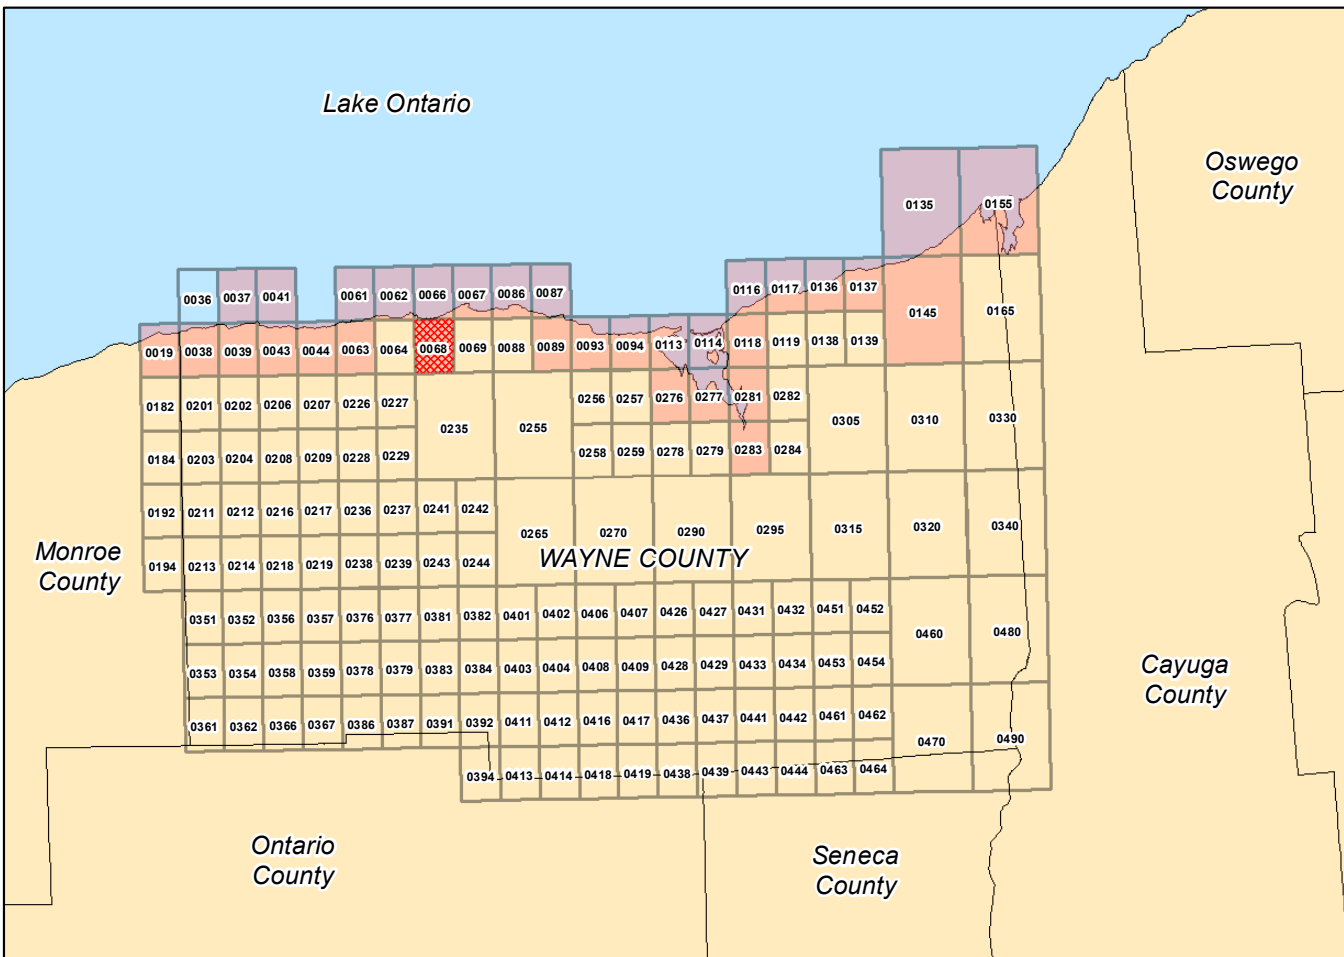 Lake Ontario
Oswego
County
0135 0155
0036 0037 0041 0061 0062 0066 0067 0086 0087 0116 0117 0136 0137
0145 0165
0019 0038 0039 0043 0044 0063 0064 0068 0069 0088 0089 0093 0094 0113 0114 0118 0119 0138 0139
0182 0201 0202 0206 0207 0226 0227 0256 0257 0276 0277 0281 0282
0235 0255 0305 0310 0330
0184 0203 0204 0208 0209 0228 0229 0258 0259 0278 0279 0283 0284
0192 0211 0212 0216 0217 0236 0237 0241 0242
0265 0270 0290 0295 0315 0320 0340
WAYNE COUNTY
Monroe
County
0194 0213 0214 0218 0219 0238 0239 0243 0244
0351 0352 0356 0357 0376 0377 0381 0382 0401 0402 0406 0407 0426 0427 0431 0432 0451 0452
0460 0480
0353 0354 0358 0359 0378 0379 0383 0384 0403 0404 0408 0409 0428 0429 0433 0434 0453 0454
Cayuga
County
0361 0362 0366 0367 0386 0387 0391 0392 0411 0412 0416 0417 0436 0437 0441 0442 0461 0462
0470 0490
0394 0413 0414 0418 0419 0438 0439 0443 0444 0463 0464
Ontario
County
Seneca
County